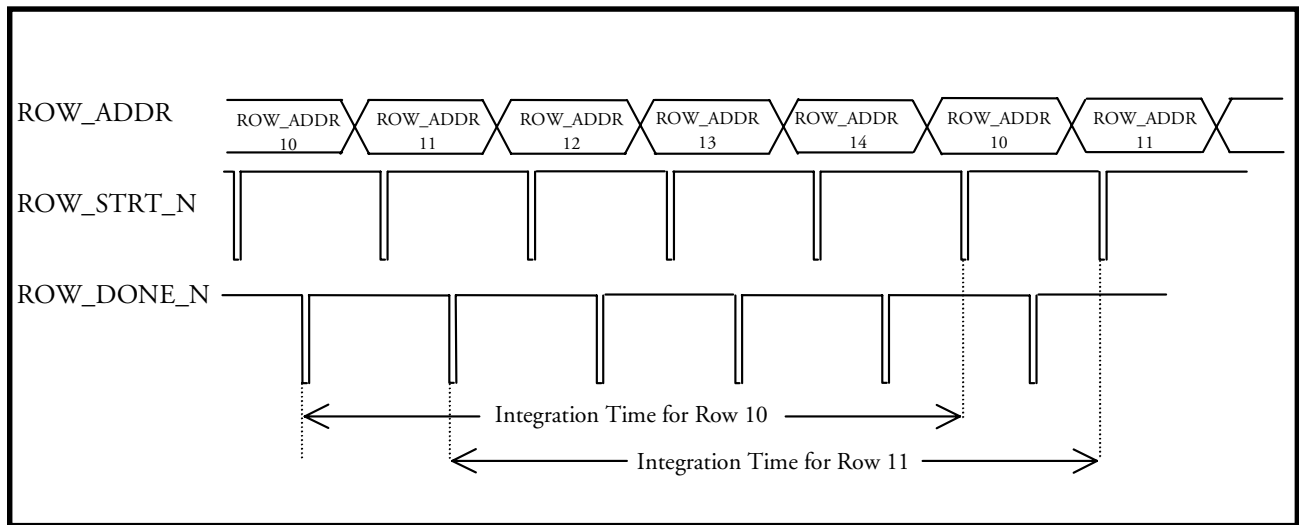 ROW_ADDR
ROW_ADDR 10
ROW_ADDR 11
ROW_ADDR 12
ROW_ADDR 13
ROW_ADDR 14
ROW_ADDR 10
ROW_ADDR 11
ROW_STRT_N
ROW_DONE_N
Integration Time for Row 10
Integration Time for Row 11